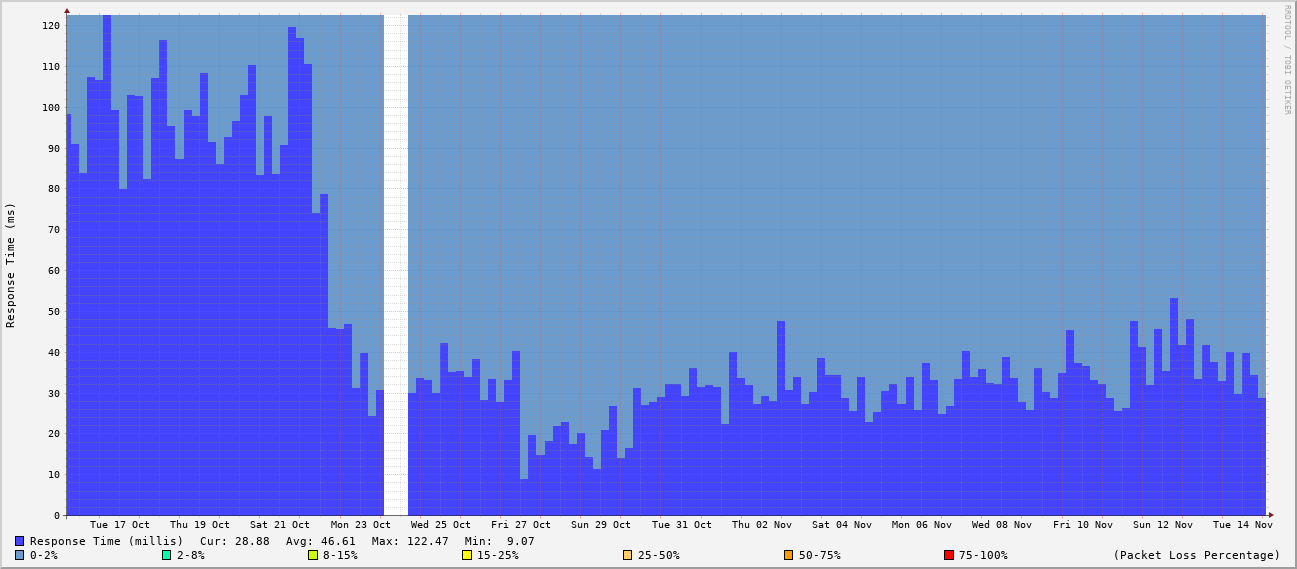 RRDTOOL / TOBI OETIKER
Response Time (ms)
120
110
100
90
80
70
60
50
40
30
20
10
0
Tue 17 Oct Thu 19 Oct Sat 21 Oct Mon 23 Oct Wed 25 Oct Fri 27 Oct Sun 29 Oct Tue 31 Oct Thu 02 Nov Sat 04 Nov Mon 06 Nov Wed 08 Nov Fri 10 Nov Sun 12 Nov Tue 14 Nov
Response Time (millis) Cur: 28.88 Avg: 46.61 Max: 122.47 Min: 9.07
0-2% 2-8% 8-15% 15-25% 25-50% 50-75% 75-100% (Packet Loss Percentage)